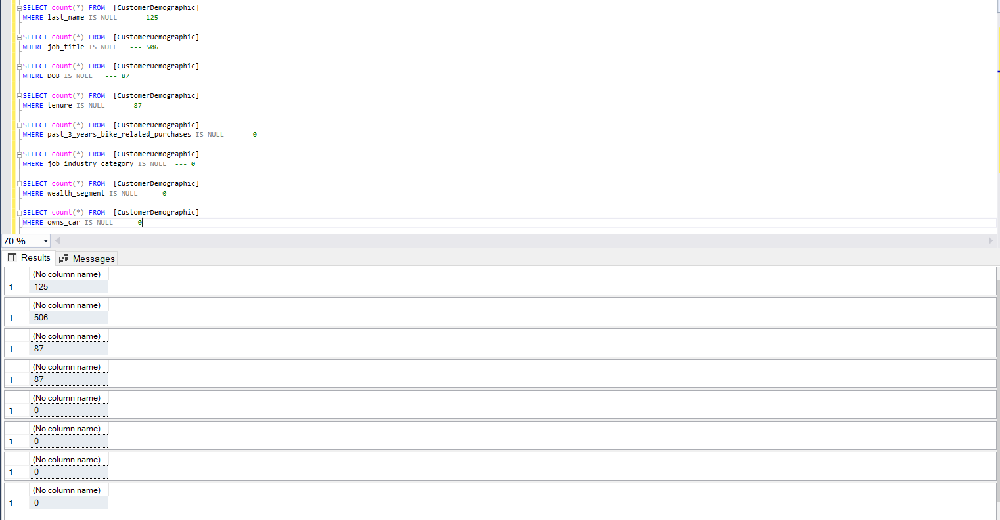 SELECT count(*) FROM  [CustomerDemographic]
WHERE last_name IS NULL   --- 125
SELECT count(*) FROM  [CustomerDemographic]
WHERE job_title IS NULL   --- 506
SELECT count(*) FROM  [CustomerDemographic]
WHERE DOB IS NULL   --- 87
SELECT count(*) FROM  [CustomerDemographic]
WHERE tenure IS NULL   --- 87
SELECT count(*) FROM  [CustomerDemographic]
WHERE past_3_years_bike_related_purchases IS NULL   --- 0
SELECT count(*) FROM  [CustomerDemographic]
WHERE job_industry_category IS NULL  --- 0
SELECT count(*) FROM  [CustomerDemographic]
WHERE wealth_segment IS NULL  --- 0
SELECT count(*) FROM  [CustomerDemographic]
WHERE owns_car IS NULL  --- 0
70 %
Results Messages
(No column name)
1 125
(No column name)
1 506
(No column name)
1 87
(No column name)
1 87
(No column name)
1 0
(No column name)
1 0
(No column name)
1 0
(No column name)
1 0